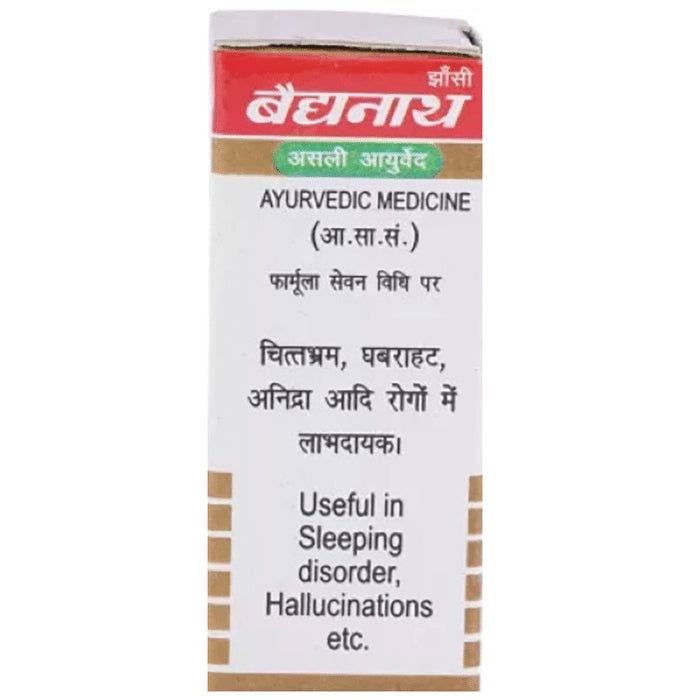 झाँसी
बैद्यनाथ
असली आयुर्वेद
AYURVEDIC MEDICINE
(आ.सा.सं.)
फार्मूला सेवन विधि पर
चित्तभ्रम, घबराहट,
अनिद्रा आदि रोगों में
लाभदायक।
Useful in
Sleeping
disorder,
Hallucinations
etc.